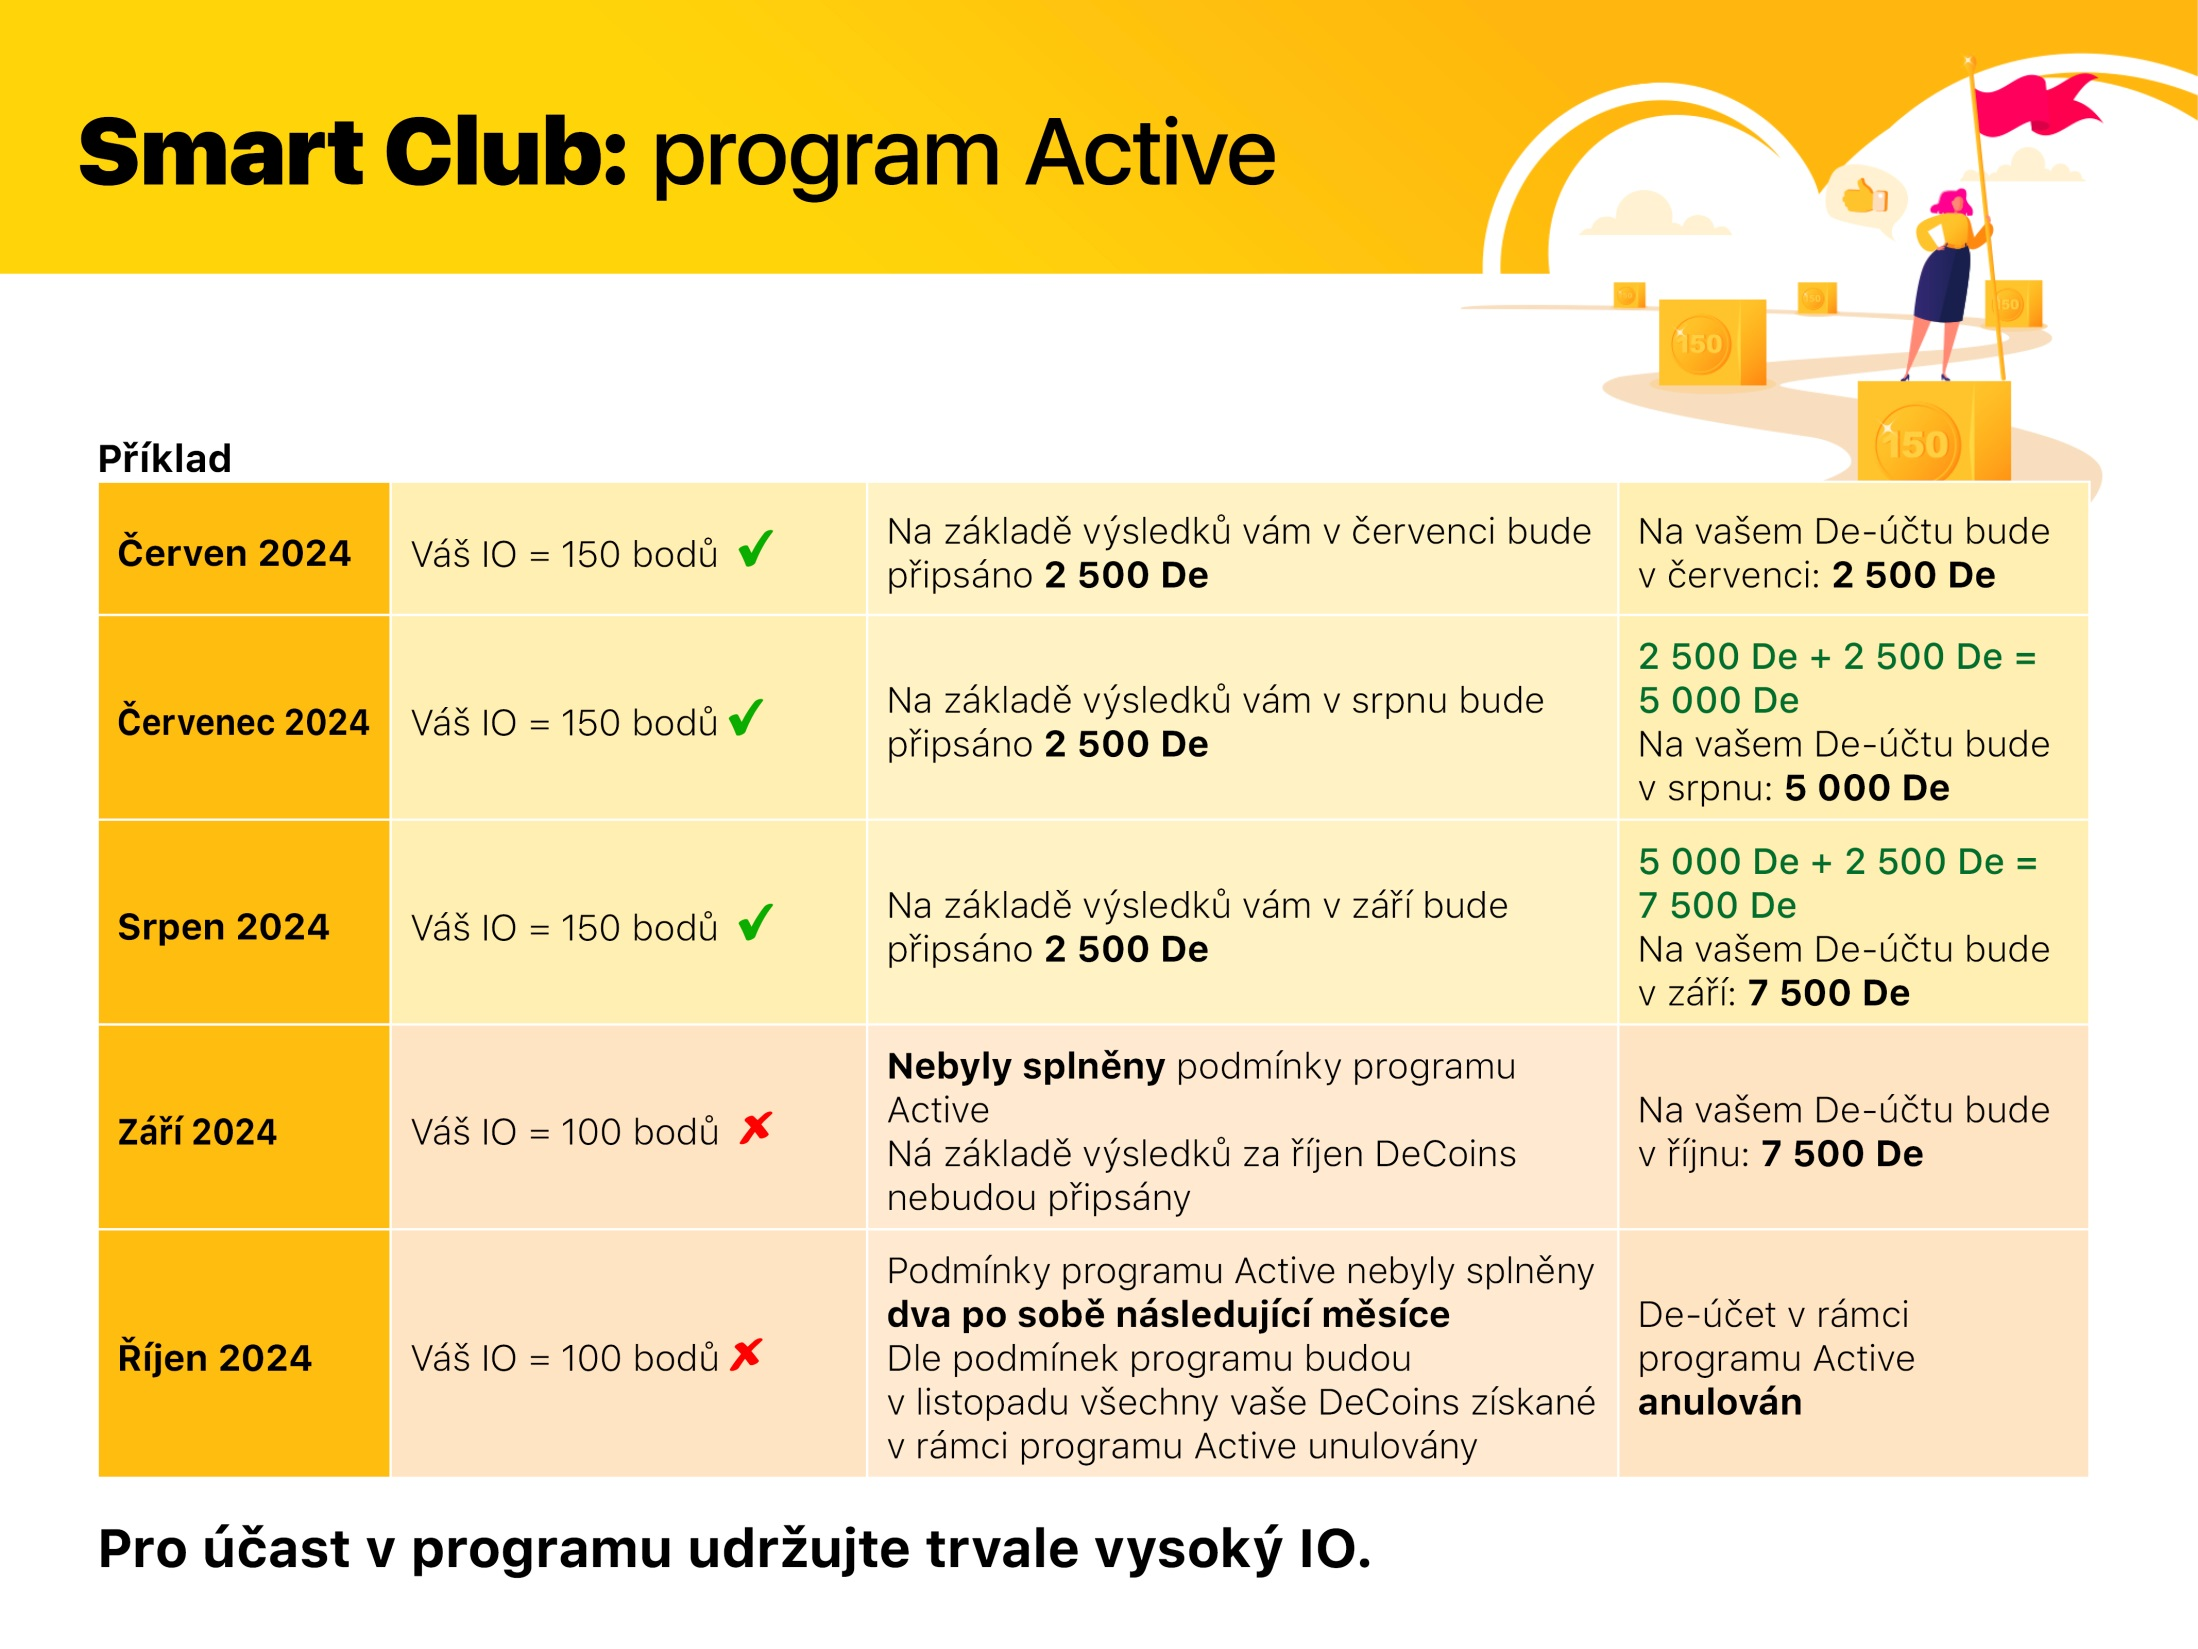 Smart Club: program Active
150
150
150
150
150
Příklad
Červen 2024
Váš IO = 150 bodů ✔
Na základě výsledků vám v červenci bude
připsáno 2 500 De
Na vašem De-účtu bude
v červenci: 2 500 De
Červenec 2024
Váš IO = 150 bodů ✔
Na základě výsledků vám v srpnu bude
připsáno 2 500 De
2 500 De + 2 500 De =
5 000 De
Na vašem De-účtu bude
v srpnu: 5 000 De
Srpen 2024
Váš IO = 150 bodů ✔
Na základě výsledků vám v září bude
připsáno 2 500 De
5 000 De + 2 500 De =
7 500 De
Na vašem De-účtu bude
v září: 7 500 De
Září 2024
Váš IO = 100 bodů ✘
Nebyly splněny podmínky programu
Active
Ná základě výsledků za říjen DeCoins
nebudou připsány
Na vašem De-účtu bude
v říjnu: 7 500 De
Říjen 2024
Váš IO = 100 bodů ✘
Podmínky programu Active nebyly splněny
dva po sobě následující měsíce
Dle podmínek programu budou
v listopadu všechny vaše DeCoins získané
v rámci programu Active unulovány
De-účet v rámci
programu Active
anulován
Pro účast v programu udržujte trvale vysoký IO.